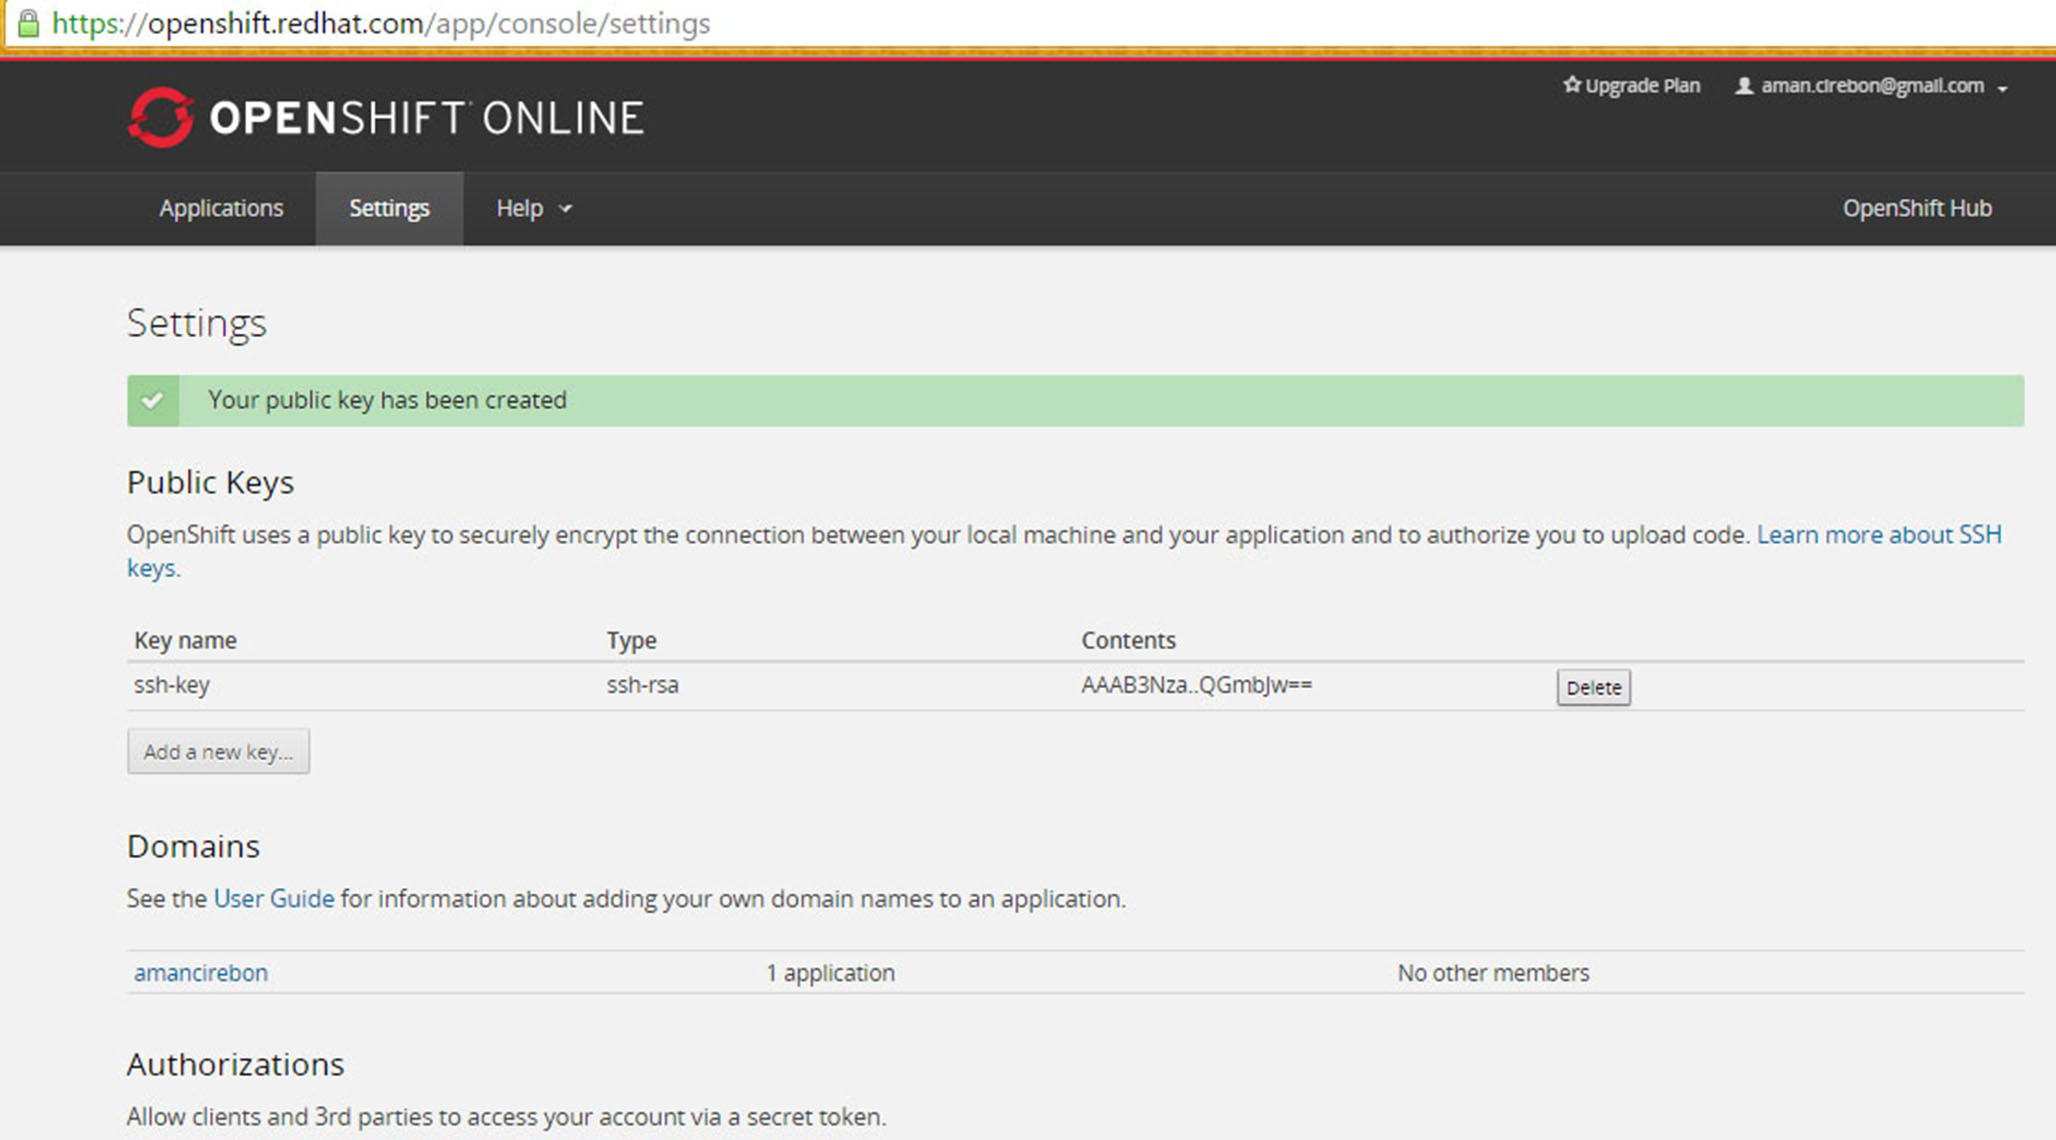 https://openshift.redhat.com/app/console/settings
Upgrade Plan aman.cirebon@gmail.com
OPENSHIFT ONLINE
Applications Settings Help OpenShift Hub
Settings
Your public key has been created
Public Keys
OpenShift uses a public key to securely encrypt the connection between your local machine and your application and to authorize you to upload code. Learn more about SSH
keys.
Key name Type Contents
ssh-key ssh-rsa AAAB3Nza..QGmbJw== Delete
Add a new key...
Domains
See the User Guide for information about adding your own domain names to an application.
amancirebon 1 application No other members
Authorizations
Allow clients and 3rd parties to access your account via a secret token.